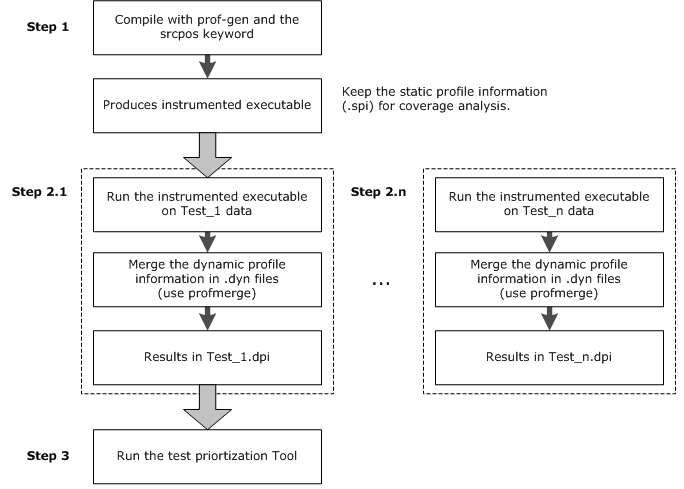 Step 1
Compile with prof-gen and the
srcpos keyword
Produces instrumented executable
Keep the static profile information
(.spi) for coverage analysis.
Step 2.1
Run the instrumented executable
on Test_1 data
Merge the dynamic profile
information in .dyn files
(use profmerge)
Results in Test_1.dpi
...
Step 2.n
Run the instrumented executable
on Test_n data
Merge the dynamic profile
information in .dyn files
(use profmerge)
Results in Test_n.dpi
Step 3
Run the test priortization Tool